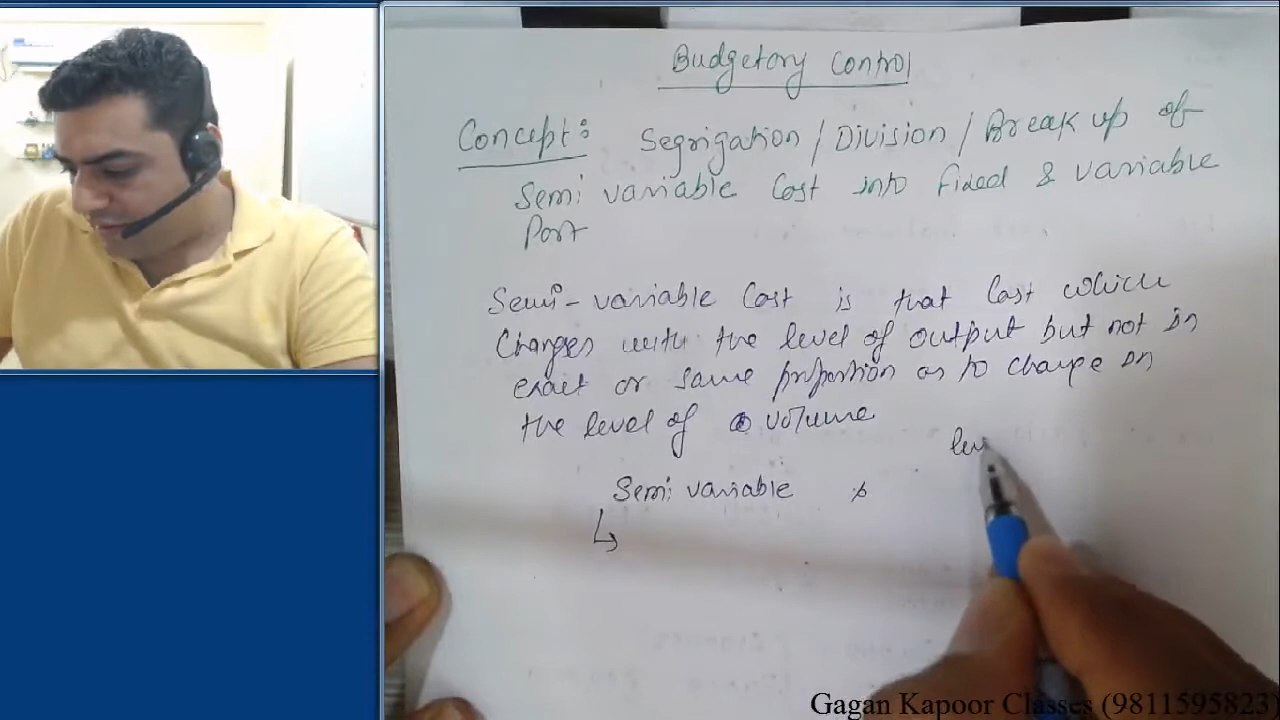 Budgetory Control
Concept: Segrigation / Division / Break up of
Semi variable Cost into fixed & variable
Part
Semi-variable Cost is that Cost which
Changes with the level of output but not in
exact or same proportion as to change in
the level of volume
Semi variable
Gagan Kapoor Classes (9811595823)